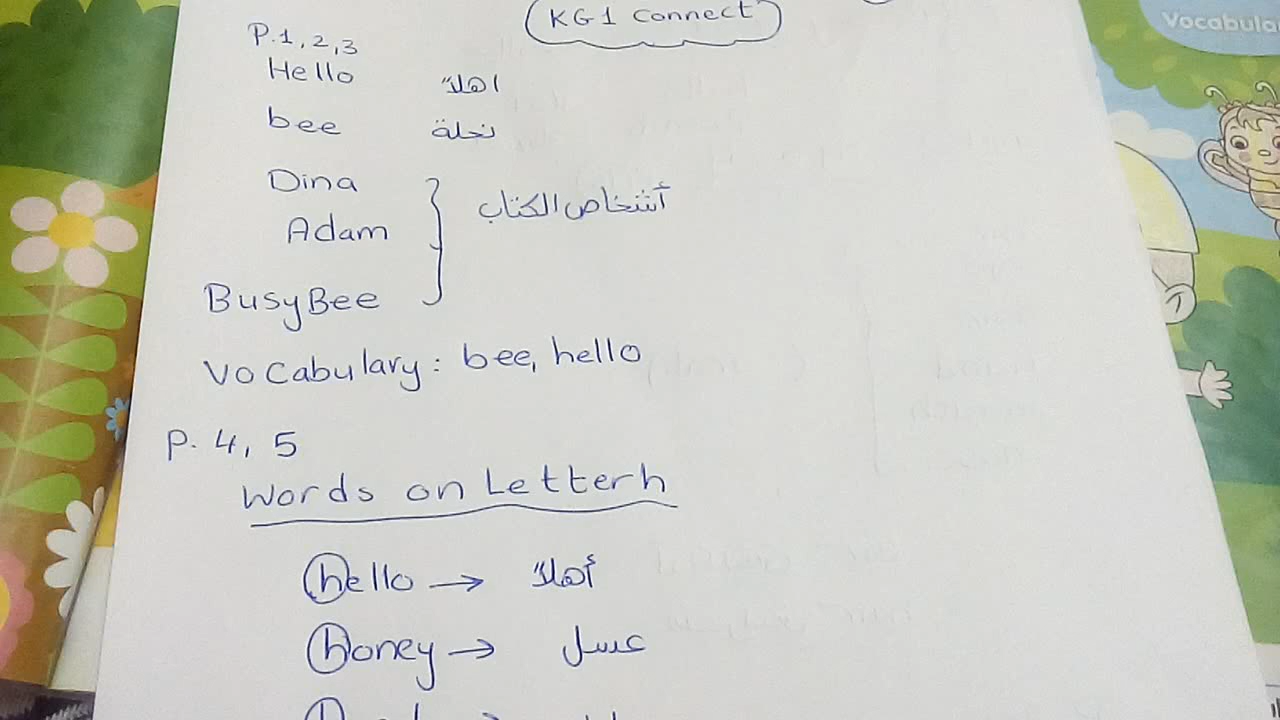 KG1 Connect
P.1, 2, 3
Hello اهلاً
bee نحلة
Dina
Adam
أشخاص الكتاب
BusyBee
Vocabulary: bee, hello
P. 4, 5
Words on Letter h
hello → أهلاً
honey → عسل
Vocabula